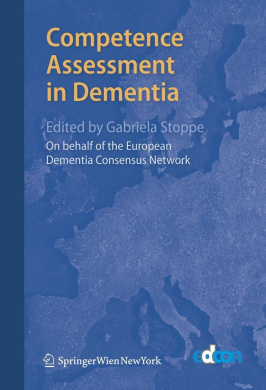 Competence
Assessment
in Dementia
Edited by Gabriela Stoppe
On behalf of the European
Dementia Consensus Network
SpringerWienNewYork
edcon